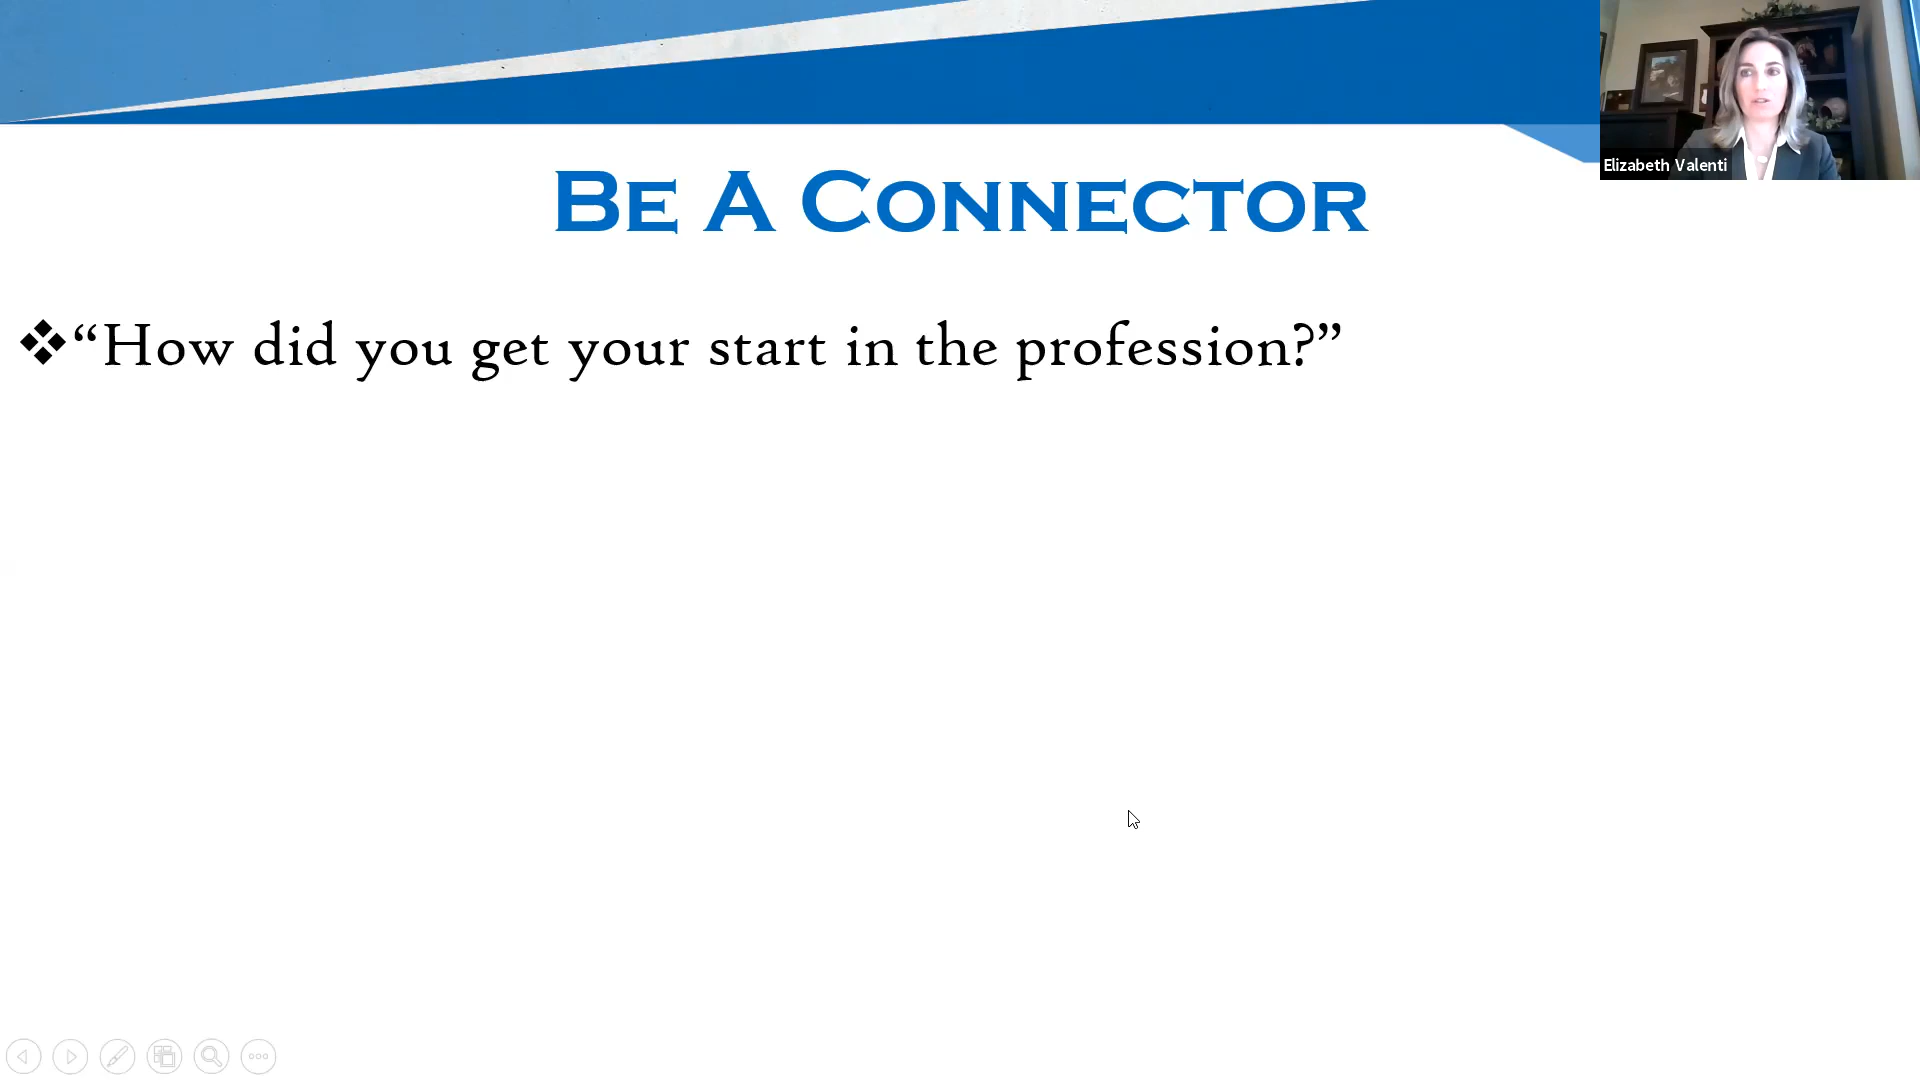 Elizabeth Valenti
Be A Connector
❖“How did you get your start in the profession?”